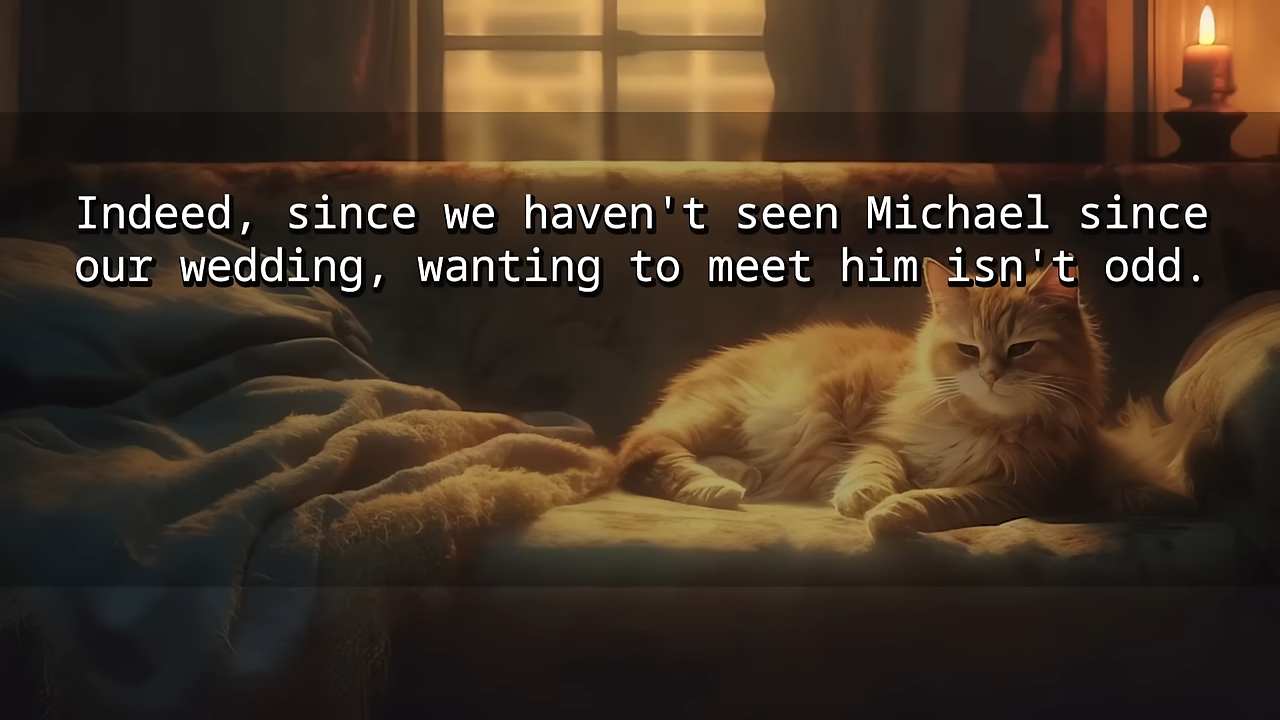 Indeed, since we haven't seen Michael since
our wedding, wanting to meet him isn't odd.